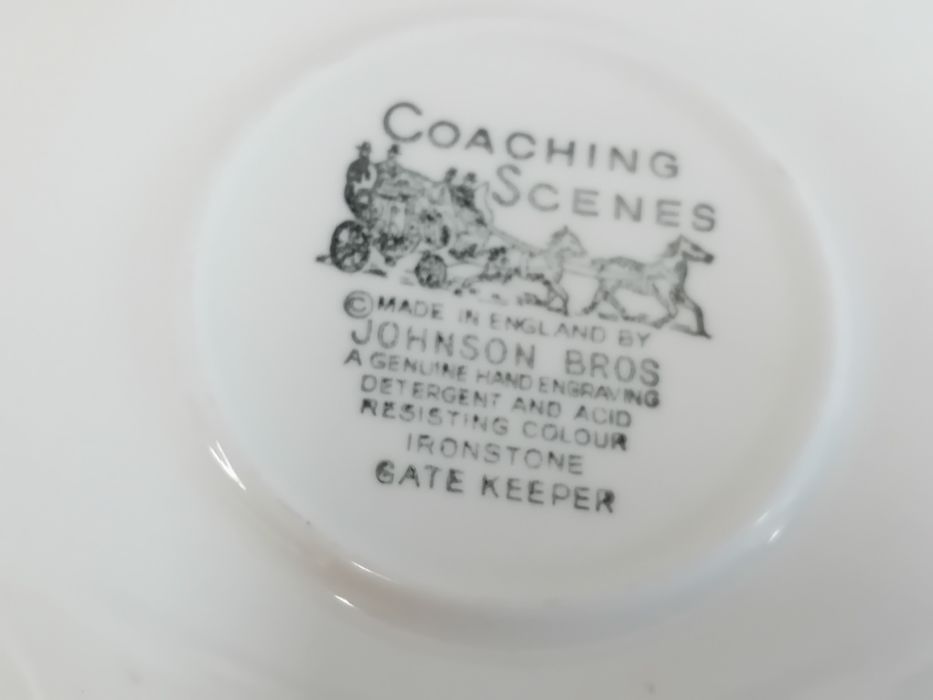 COACHING
SCENES
© MADE IN ENGLAND BY
JOHNSON BROS
A GENUINE HAND ENGRAVING
DETERGENT AND ACID
RESISTING COLOUR
IRONSTONE
GATE KEEPER